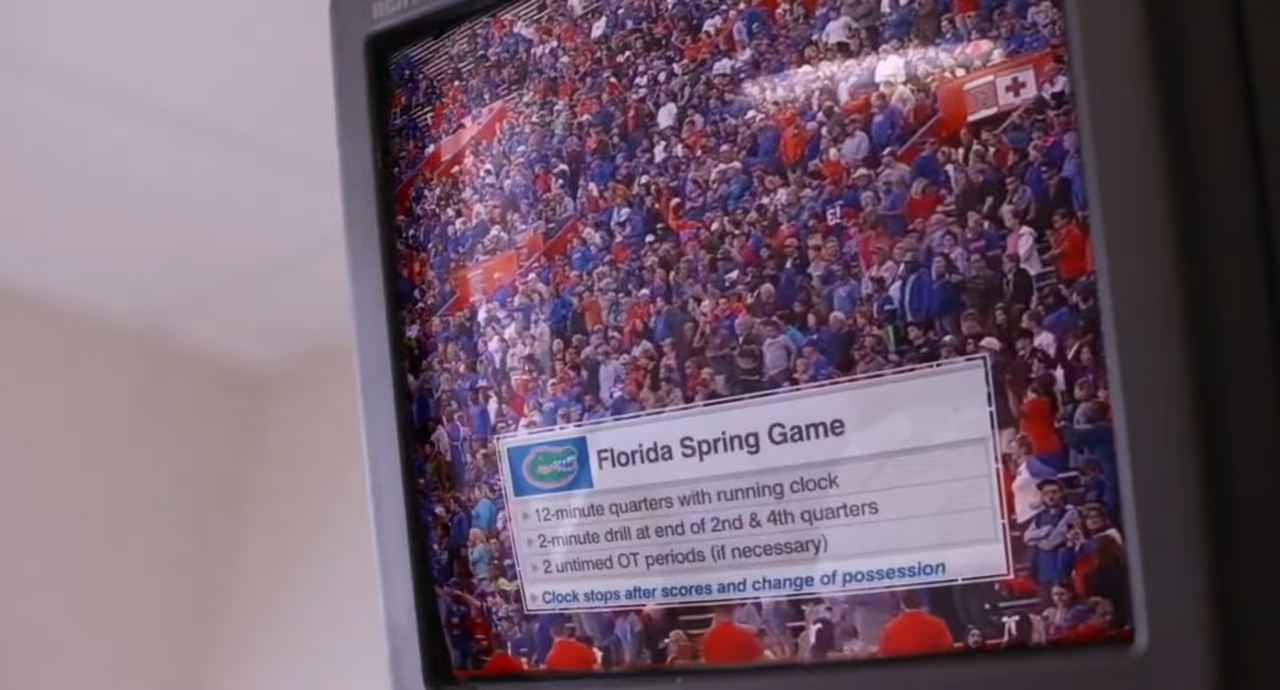 Florida Spring Game
12-minute quarters with running clock
2-minute drill at end of 2nd & 4th quarters
2 untimed OT periods (if necessary)
Clock stops after scores and change of possession